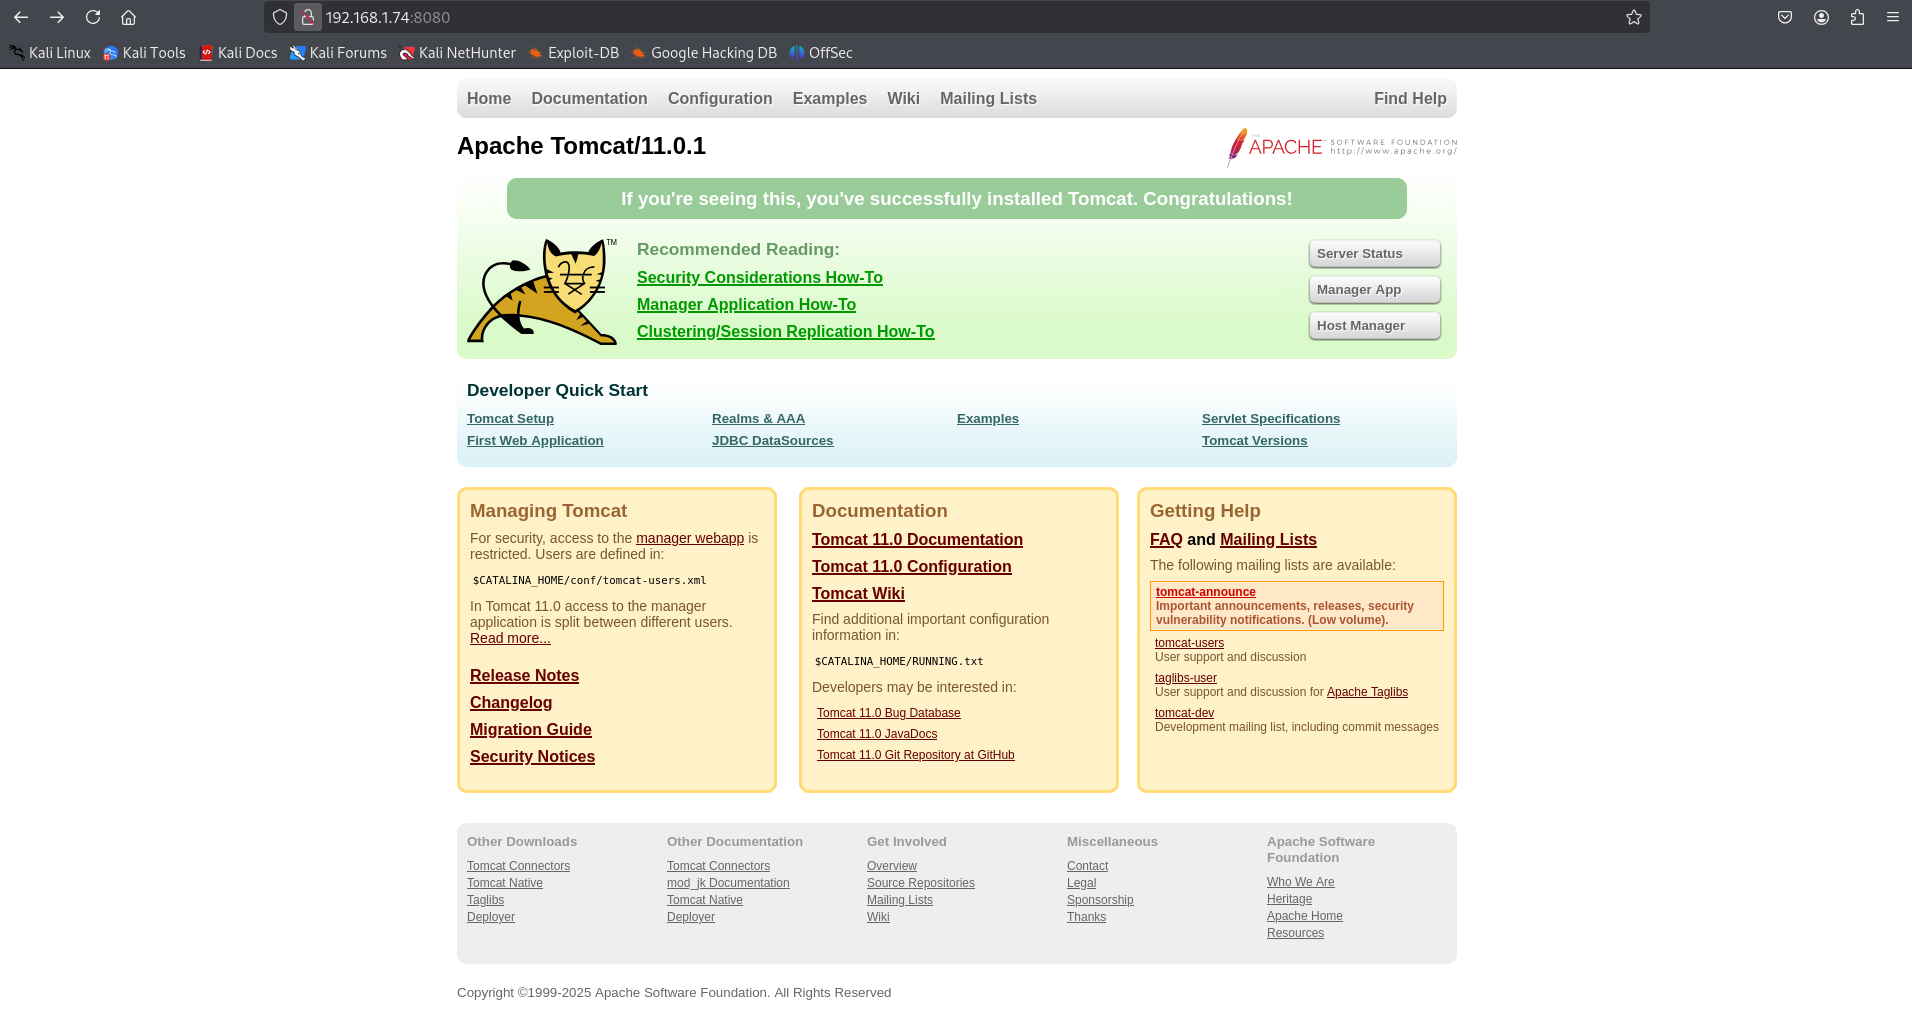 192.168.1.74:8080
Kali Linux Kali Tools Kali Docs Kali Forums Kali NetHunter Exploit-DB Google Hacking DB OffSec
Home Documentation Configuration Examples Wiki Mailing Lists Find Help
Apache Tomcat/11.0.1
THE APACHE SOFTWARE FOUNDATION
http://www.apache.org/
If you're seeing this, you've successfully installed Tomcat. Congratulations!
TM
Recommended Reading:
Security Considerations How-To
Manager Application How-To
Clustering/Session Replication How-To
Server Status
Manager App
Host Manager
Developer Quick Start
Tomcat Setup
First Web Application
Realms & AAA
JDBC DataSources
Examples
Servlet Specifications
Tomcat Versions
Managing Tomcat
For security, access to the manager webapp is
restricted. Users are defined in:
$CATALINA_HOME/conf/tomcat-users.xml
In Tomcat 11.0 access to the manager
application is split between different users.
Read more...
Release Notes
Changelog
Migration Guide
Security Notices
Documentation
Tomcat 11.0 Documentation
Tomcat 11.0 Configuration
Tomcat Wiki
Find additional important configuration
information in:
$CATALINA_HOME/RUNNING.txt
Developers may be interested in:
Tomcat 11.0 Bug Database
Tomcat 11.0 JavaDocs
Tomcat 11.0 Git Repository at GitHub
Getting Help
FAQ and Mailing Lists
The following mailing lists are available:
tomcat-announce
Important announcements, releases, security
vulnerability notifications. (Low volume).
tomcat-users
User support and discussion
taglibs-user
User support and discussion for Apache Taglibs
tomcat-dev
Development mailing list, including commit messages
Other Downloads
Tomcat Connectors
Tomcat Native
Taglibs
Deployer
Other Documentation
Tomcat Connectors
mod_jk Documentation
Tomcat Native
Deployer
Get Involved
Overview
Source Repositories
Mailing Lists
Wiki
Miscellaneous
Contact
Legal
Sponsorship
Thanks
Apache Software
Foundation
Who We Are
Heritage
Apache Home
Resources
Copyright ©1999-2025 Apache Software Foundation. All Rights Reserved